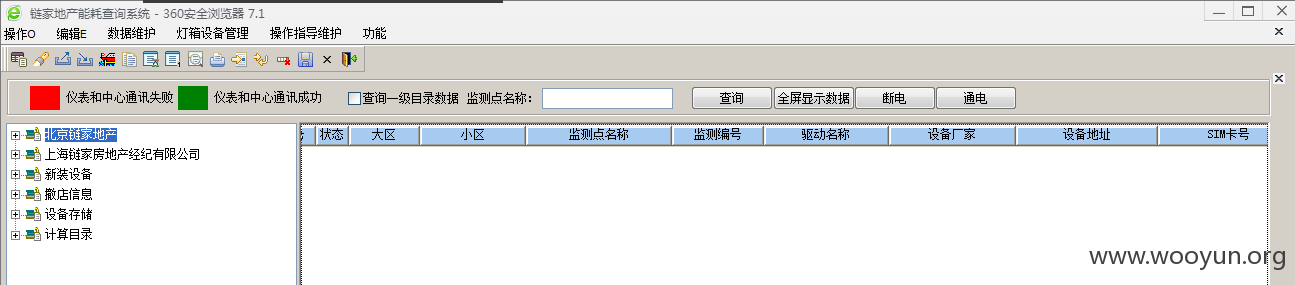 链家地产能耗查询系统 - 360安全浏览器 7.1
操作O 编辑E 数据维护 灯箱设备管理 操作指导维护 功能
仪表和中心通讯失败 仪表和中心通讯成功 查询一级目录数据 监测点名称: 查询 全屏显示数据 断电 通电
状态 大区 小区 监测点名称 监测编号 驱动名称 设备厂家 设备地址 SIM卡号
北京链家地产
上海链家房地产经纪有限公司
新装设备
撤店信息
设备存储
计算目录
www.wooyun.org